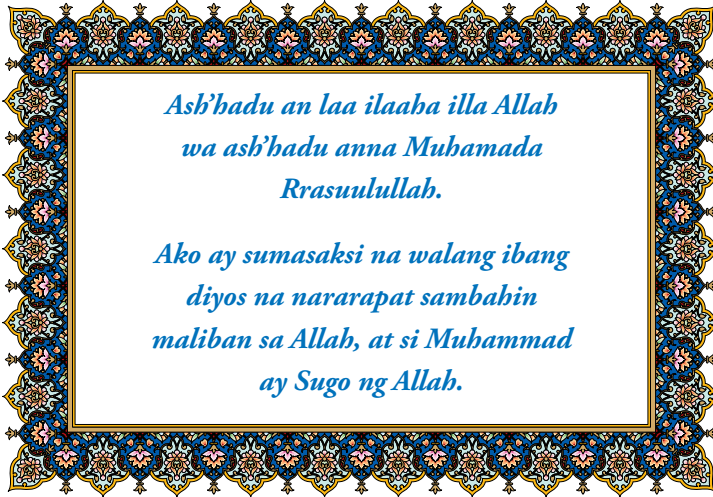 Ash’hadu an laa ilaaha illa Allah
wa ash’hadu anna Muhamada
Rrasuulullah.
Ako ay sumasaksi na walang ibang
diyos na nararapat sambahin
maliban sa Allah, at si Muhammad
ay Sugo ng Allah.